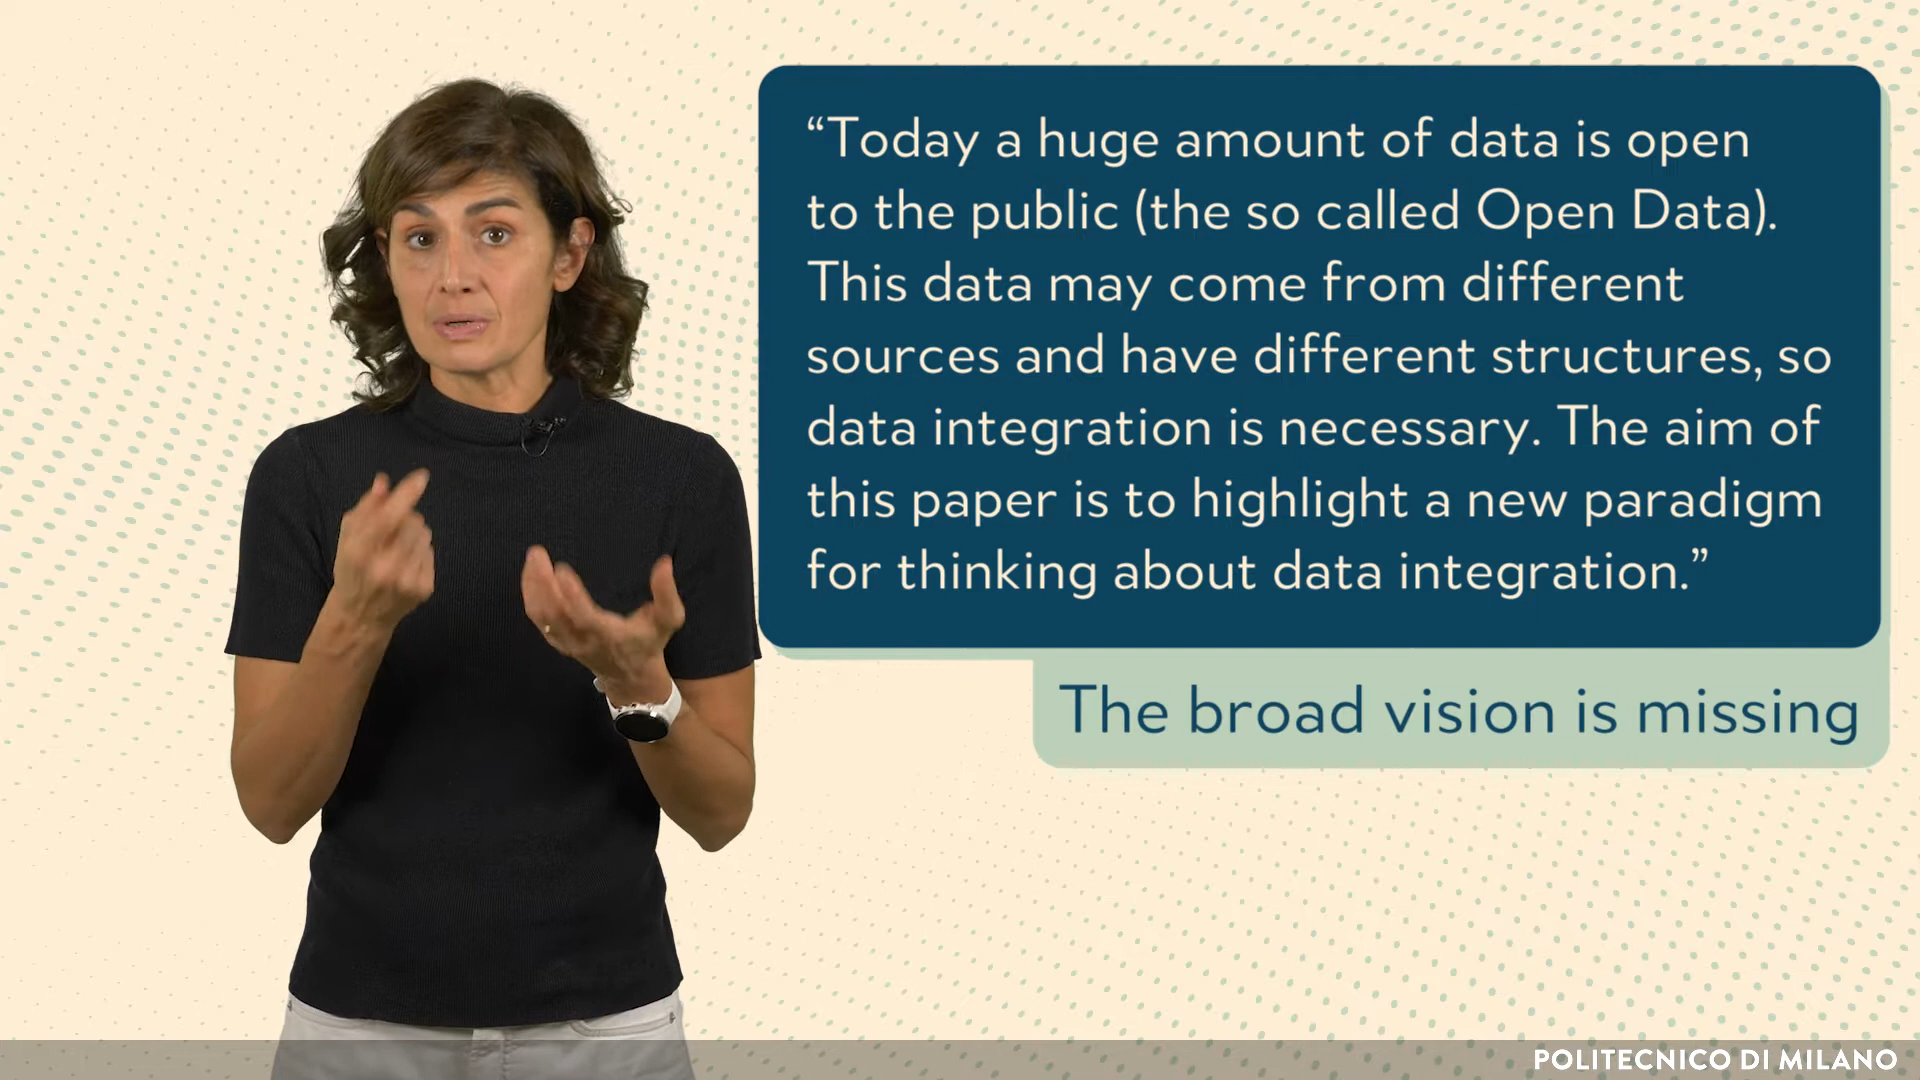 “Today a huge amount of data is open
to the public (the so called Open Data).
This data may come from different
sources and have different structures, so
data integration is necessary. The aim of
this paper is to highlight a new paradigm
for thinking about data integration.”
The broad vision is missing
POLITECNICO DI MILANO